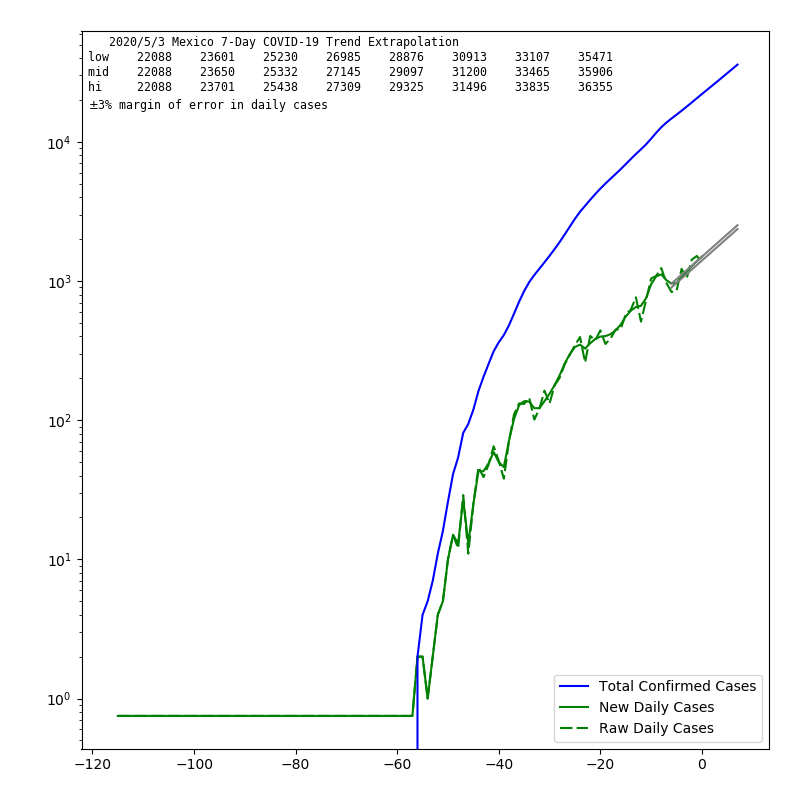 2020/5/3 Mexico 7-Day COVID-19 Trend Extrapolation
low 22088 23601 25230 26985 28876 30913 33107 35471
mid 22088 23650 25332 27145 29097 31200 33465 35906
hi 22088 23701 25438 27309 29325 31496 33835 36355
±3% margin of error in daily cases
10⁴
10³
10²
10¹
10⁰
Total Confirmed Cases
New Daily Cases
Raw Daily Cases
−120 −100 −80 −60 −40 −20 0